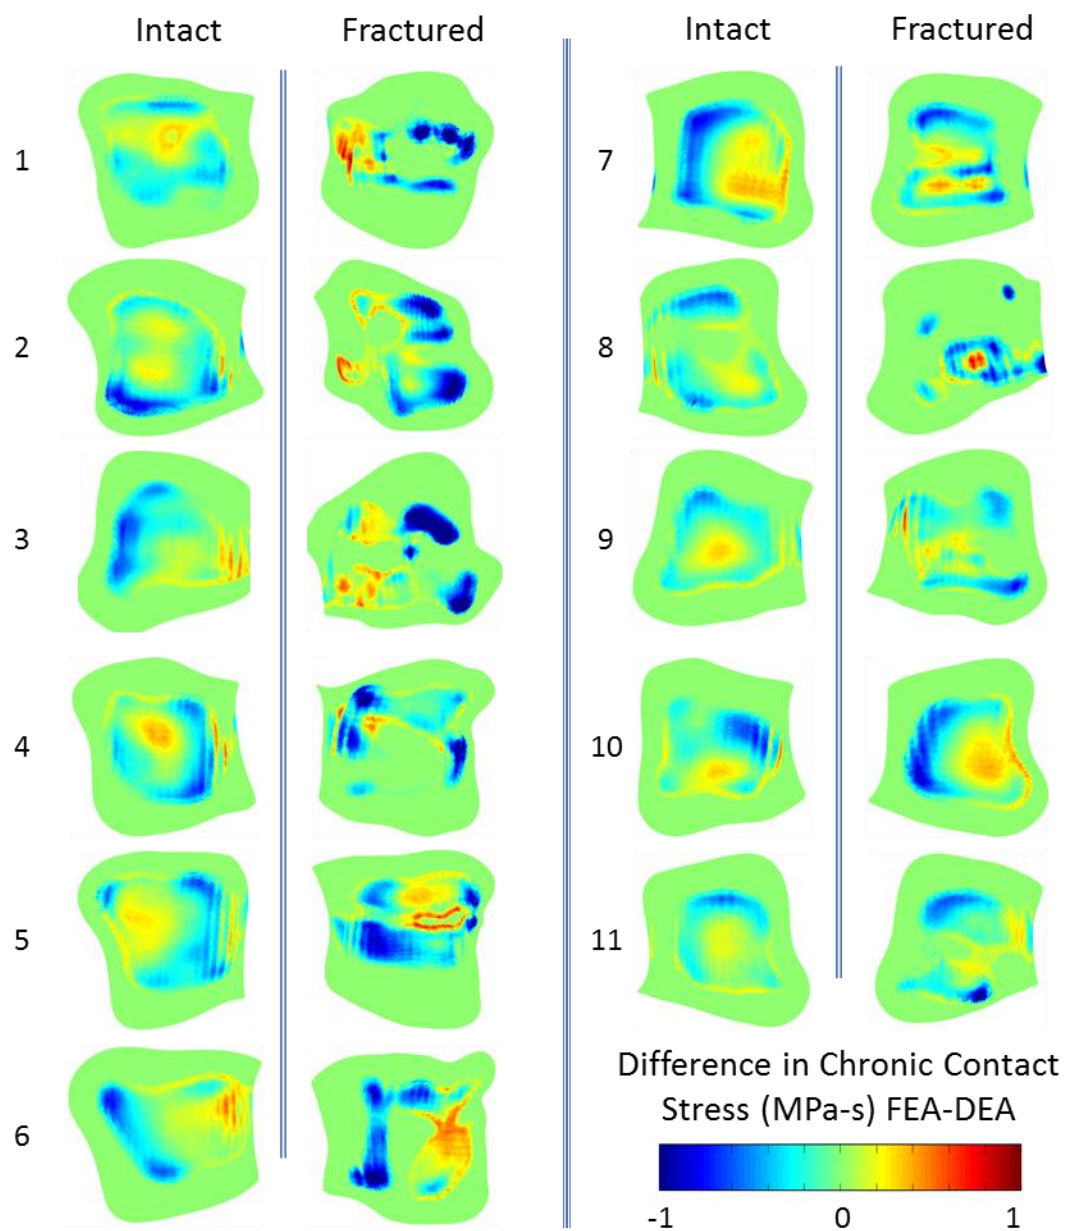 Intact Fractured Intact Fractured
1 7
2 8
3 9
4 10
5 11
6
Difference in Chronic Contact
Stress (MPa-s) FEA-DEA
-1 0 1